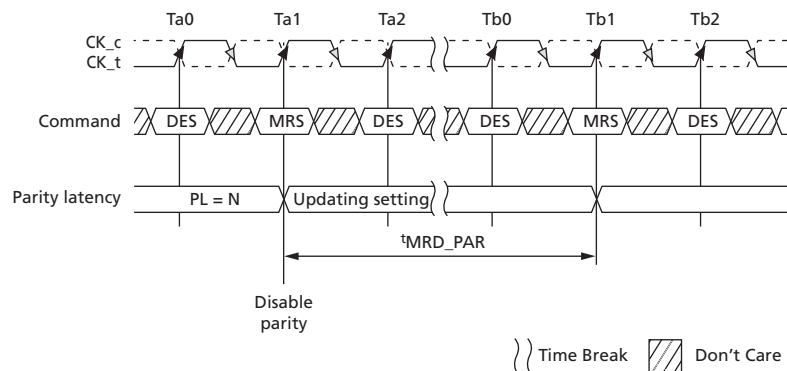 Ta0 Ta1 Ta2 Tb0 Tb1 Tb2
CK_c
CK_t
Command DES MRS DES DES MRS DES
Parity latency PL = N Updating setting
tMRD_PAR
Disable
parity
Time Break Don't Care